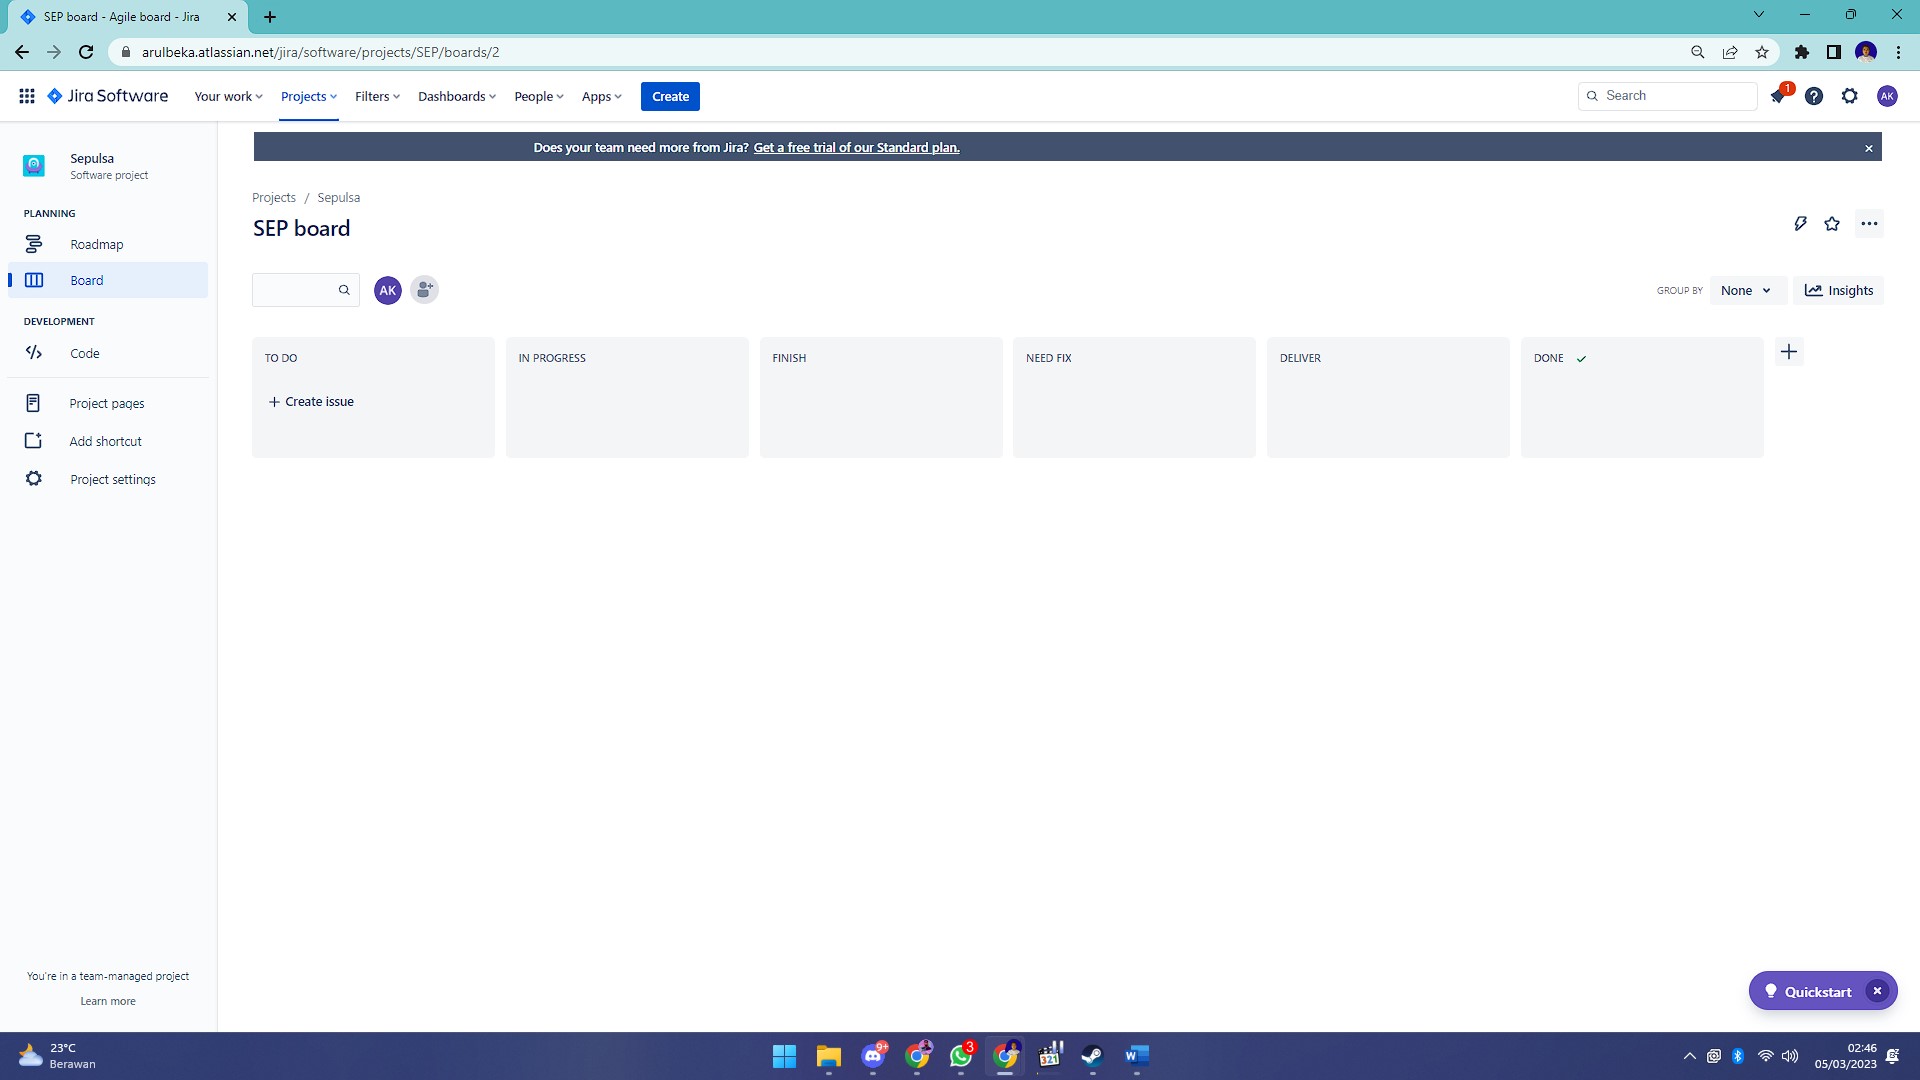 SEP board - Agile board - Jira
arulbeka.atlassian.net/jira/software/projects/SEP/boards/2
Jira Software
Your work
Projects
Filters
Dashboards
People
Apps
Create
Search
1
AK
Sepulsa
Software project
Does your team need more from Jira? Get a free trial of our Standard plan.
Projects / Sepulsa
SEP board
PLANNING
Roadmap
Board
DEVELOPMENT
Code
Project pages
Add shortcut
Project settings
AK
GROUP BY
None
Insights
TO DO
IN PROGRESS
FINISH
NEED FIX
DELIVER
DONE
+ Create issue
You're in a team-managed project
Learn more
Quickstart
23°C
Berawan
9+
3
321
W
02:46
05/03/2023